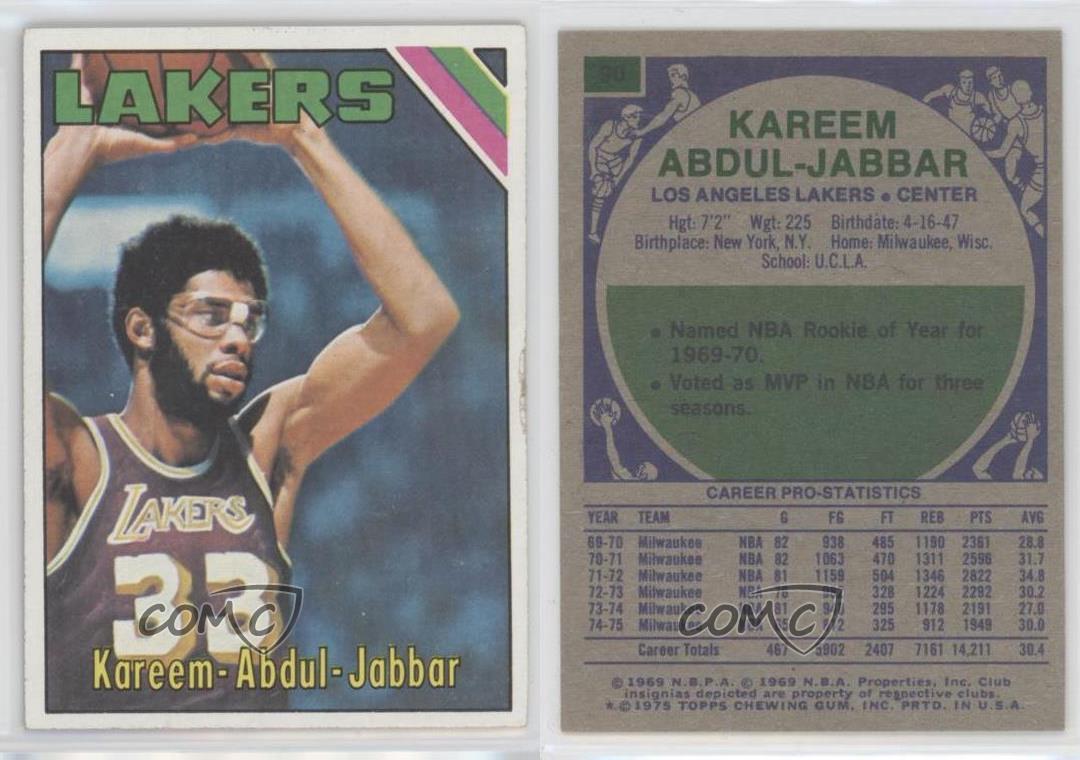 LAKERS
LAKERS
33
COMC
Kareem-Abdul-Jabbar
90
KAREEM
ABDUL-JABBAR
LOS ANGELES LAKERS • CENTER
Hgt: 7'2" Wgt: 225 Birthdate: 4-16-47
Birthplace: New York, N.Y. Home: Milwaukee, Wisc.
School: U.C.L.A.
• Named NBA Rookie of Year for
1969-70.
• Voted as MVP in NBA for three
seasons.
CAREER PRO-STATISTICS
YEAR TEAM G FG FT REB PTS AVG
69-70 Milwaukee NBA 82 938 485 1190 2361 28.8
70-71 Milwaukee NBA 82 1063 470 1311 2596 31.7
71-72 Milwaukee NBA 81 1159 504 1346 2822 34.8
72-73 Milwaukee NBA 328 1224 2292 30.2
73-74 Milwaukee 81 295 1178 2191 27.0
74-75 Milwaukee 325 912 1949 30.0
COMC
Career Totals 467 5802 2407 7161 14,211 30.4
© 1969 N.B.P.A. © 1969 N.B.A. Properties, Inc. Club
insignias depicted are property of respective clubs.
* © 1975 TOPPS CHEWING GUM, INC. PRTD. IN U.S.A.